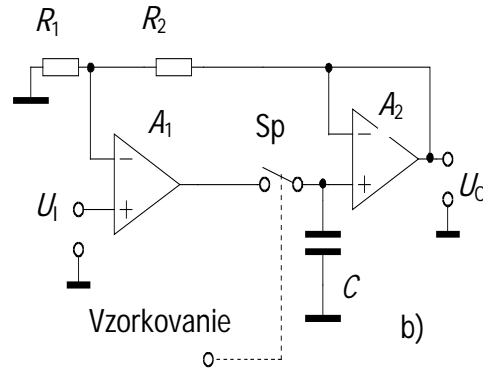 R1 R2
A1 Sp A2
− −
+ +
UI UO
C
Vzorkovanie b)